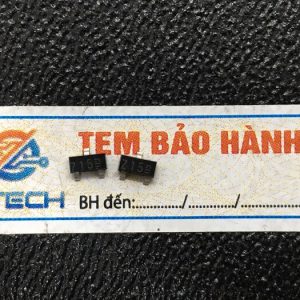 TEM BẢO HÀNH
TECH
BH đến:............/............/............